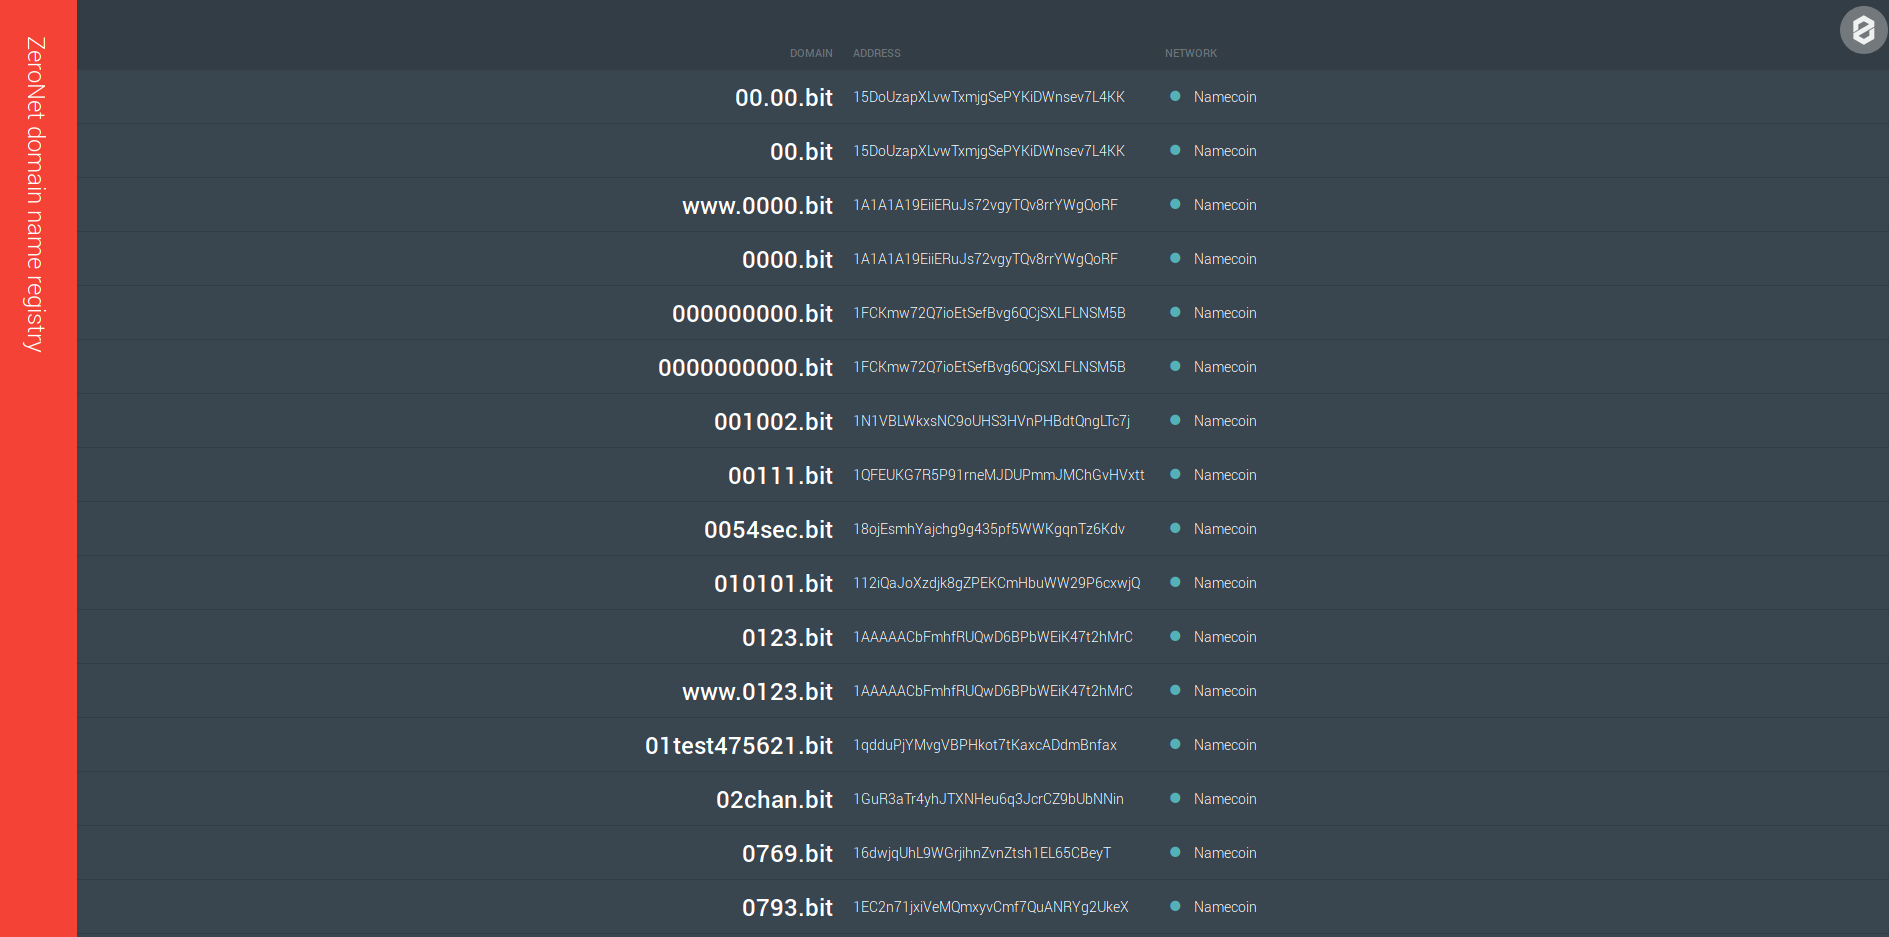 ZeroNet domain name registry
DOMAIN ADDRESS NETWORK
00.00.bit 15DoUzapXLvwTxmjgSePYKiDWnsev7L4KK Namecoin
00.bit 15DoUzapXLvwTxmjgSePYKiDWnsev7L4KK Namecoin
www.0000.bit 1A1A1A19EiiERuJs72vgyTQv8rrYWgQoRF Namecoin
0000.bit 1A1A1A19EiiERuJs72vgyTQv8rrYWgQoRF Namecoin
000000000.bit 1FCKmw72Q7ioEtSefBvg6QCjSXLFLNSM5B Namecoin
0000000000.bit 1FCKmw72Q7ioEtSefBvg6QCjSXLFLNSM5B Namecoin
001002.bit 1N1VBLWkxsNC9oUHS3HVnPHBdtQngLTc7j Namecoin
00111.bit 1QFEUKG7R5P91rneMJDUPmmJMChGvHVxtt Namecoin
0054sec.bit 18ojEsmhYajchg9g435pf5WWKgqnTz6Kdv Namecoin
010101.bit 112iQaJoXzdjk8gZPEKCmHbuWW29P6cxwjQ Namecoin
0123.bit 1AAAAACbFmhfRUQwD6BPbWEiK47t2hMrC Namecoin
www.0123.bit 1AAAAACbFmhfRUQwD6BPbWEiK47t2hMrC Namecoin
01test475621.bit 1qdduPjYMvgVBPHkot7tKaxcADdmBnfax Namecoin
02chan.bit 1GuR3aTr4yhJTXNHeu6q3JcrCZ9bUbNNin Namecoin
0769.bit 16dwjqUhL9WGrjihnZvnZtsh1EL65CBeyT Namecoin
0793.bit 1EC2n71jxiVeMQmxyvCmf7QuANRYg2UkeX Namecoin